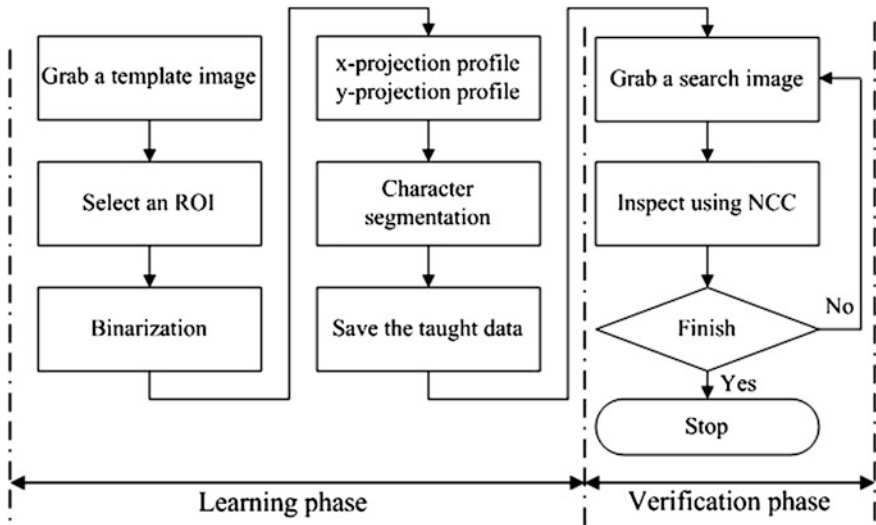 Grab a template image
Select an ROI
Binarization
x-projection profile
y-projection profile
Character
segmentation
Save the taught data
Grab a search image
Inspect using NCC
Finish
No
Yes
Stop
Learning phase
Verification phase